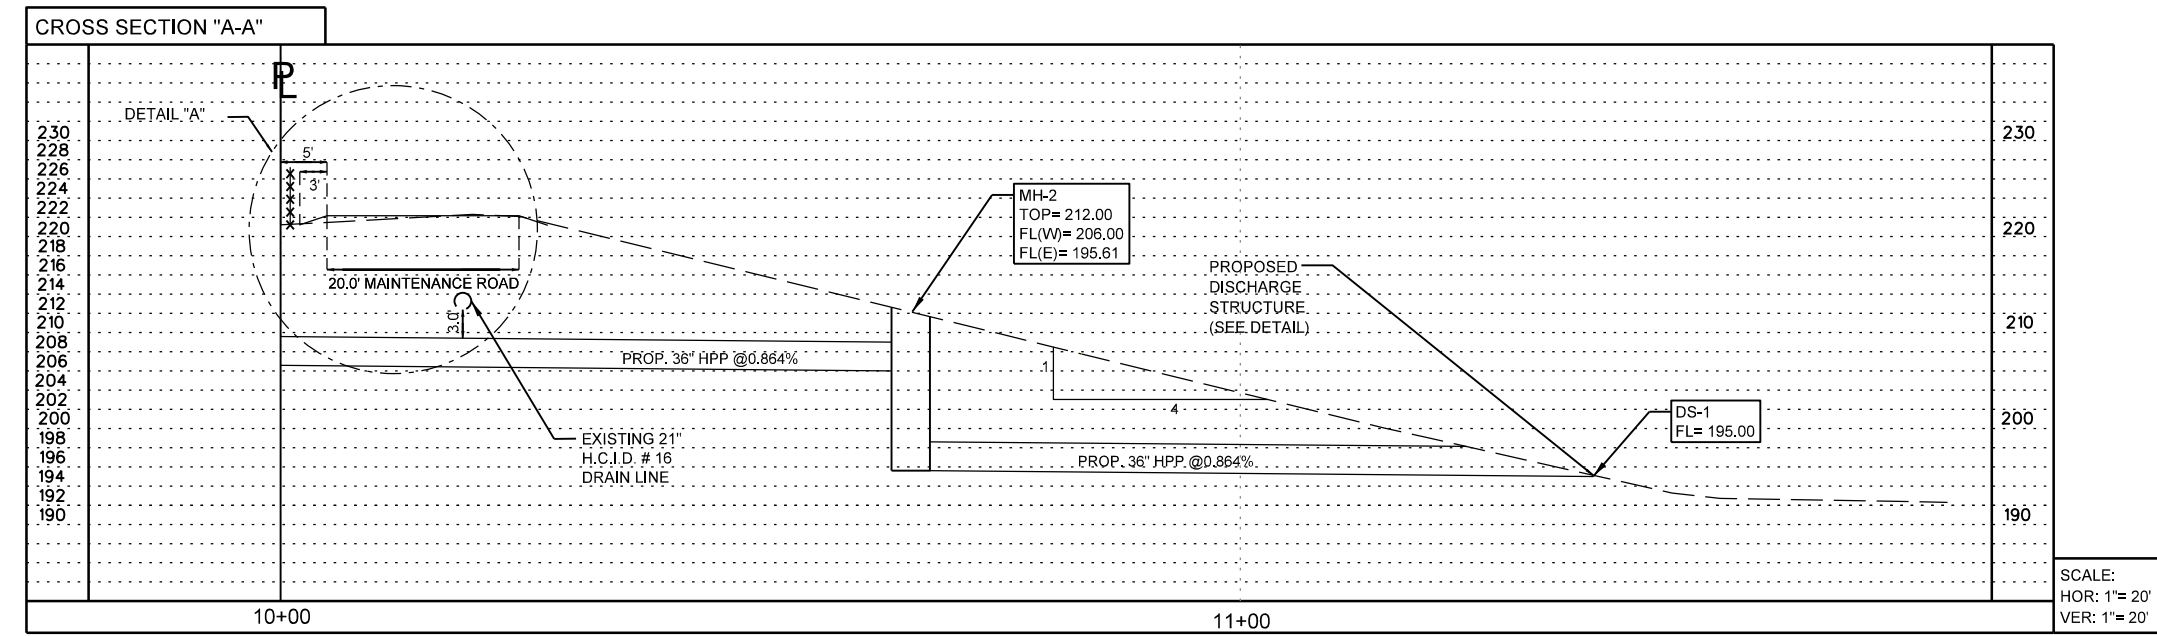 CROSS SECTION "A-A"
PL
DETAIL "A"
230
228
226
224
222
220
218
216
214
212
210
208
206
204
202
200
198
196
194
192
190
5'
3'
20.0' MAINTENANCE ROAD
3.0'
PROP. 36" HPP @0.864%
EXISTING 21"
H.C.I.D. # 16
DRAIN LINE
MH-2
TOP= 212.00
FL(W)= 206.00
FL(E)= 195.61
1
4
PROP. 36" HPP @0.864%
PROPOSED
DISCHARGE
STRUCTURE
(SEE DETAIL)
DS-1
FL= 195.00
230
220
210
200
190
10+00
11+00
SCALE:
HOR: 1"= 20'
VER: 1"= 20'